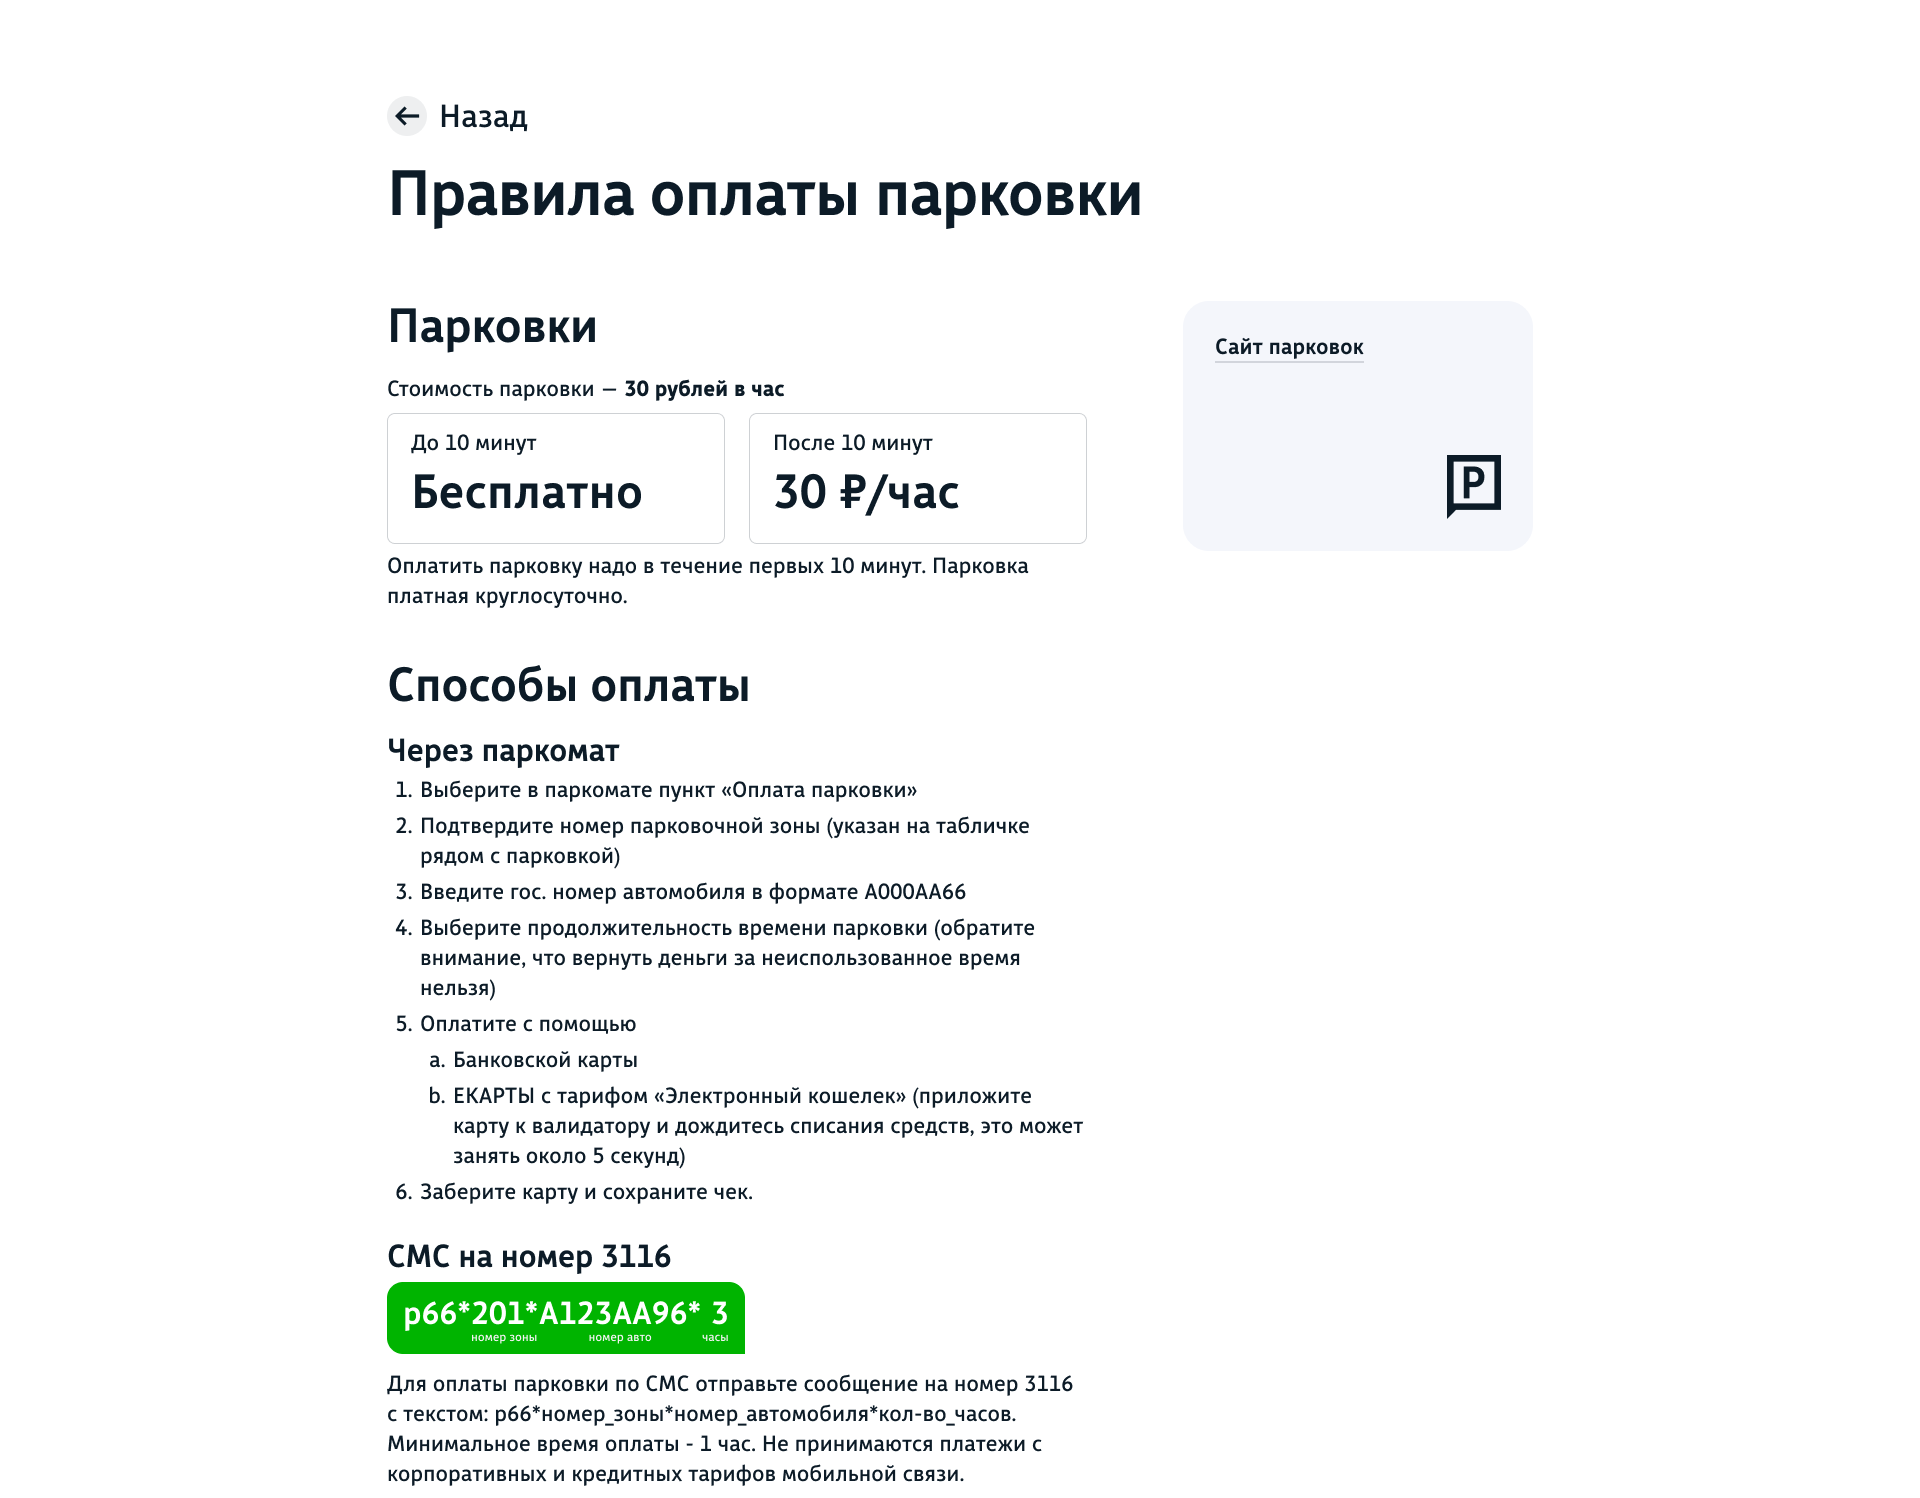 Назад
Правила оплаты парковки
Парковки
Стоимость парковки — 30 рублей в час
До 10 минут
Бесплатно
После 10 минут
30 ₽/час
Оплатить парковку надо в течение первых 10 минут. Парковка
платная круглосуточно.
Сайт парковок
P
Способы оплаты
Через паркомат
1. Выберите в паркомате пункт «Оплата парковки»
2. Подтвердите номер парковочной зоны (указан на табличке
рядом с парковкой)
3. Введите гос. номер автомобиля в формате А000АА66
4. Выберите продолжительность времени парковки (обратите
внимание, что вернуть деньги за неиспользованное время
нельзя)
5. Оплатите с помощью
a. Банковской карты
b. ЕКАРТЫ с тарифом «Электронный кошелек» (приложите
карту к валидатору и дождитесь списания средств, это может
занять около 5 секунд)
6. Заберите карту и сохраните чек.
СМС на номер 3116
р66*201*А123АА96* 3
номер зоны номер авто часы
Для оплаты парковки по СМС отправьте сообщение на номер 3116
с текстом: р66*номер_зоны*номер_автомобиля*кол-во_часов.
Минимальное время оплаты - 1 час. Не принимаются платежи с
корпоративных и кредитных тарифов мобильной связи.